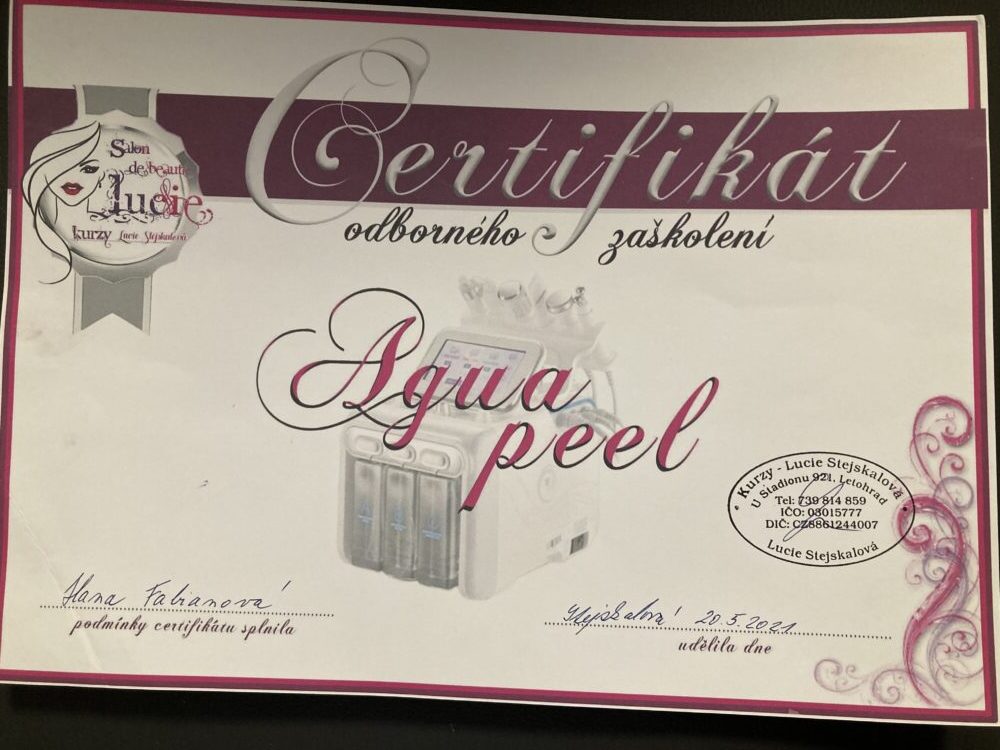 Certifikát
Salon
de beauté
lucie
kurzy Lucie Stejskalová
odborného zaškolení
Aqua
peel
Kurzy - Lucie Stejskalová
U Stadionu 921, Letohrad
Tel: 739 814 859
IČO: 03015777
DIČ: CZ8861244007
Lucie Stejskalová
Hana Fabianová
podmínky certifikátu splnila
Stejskalová 20.5.2021
udělila dne